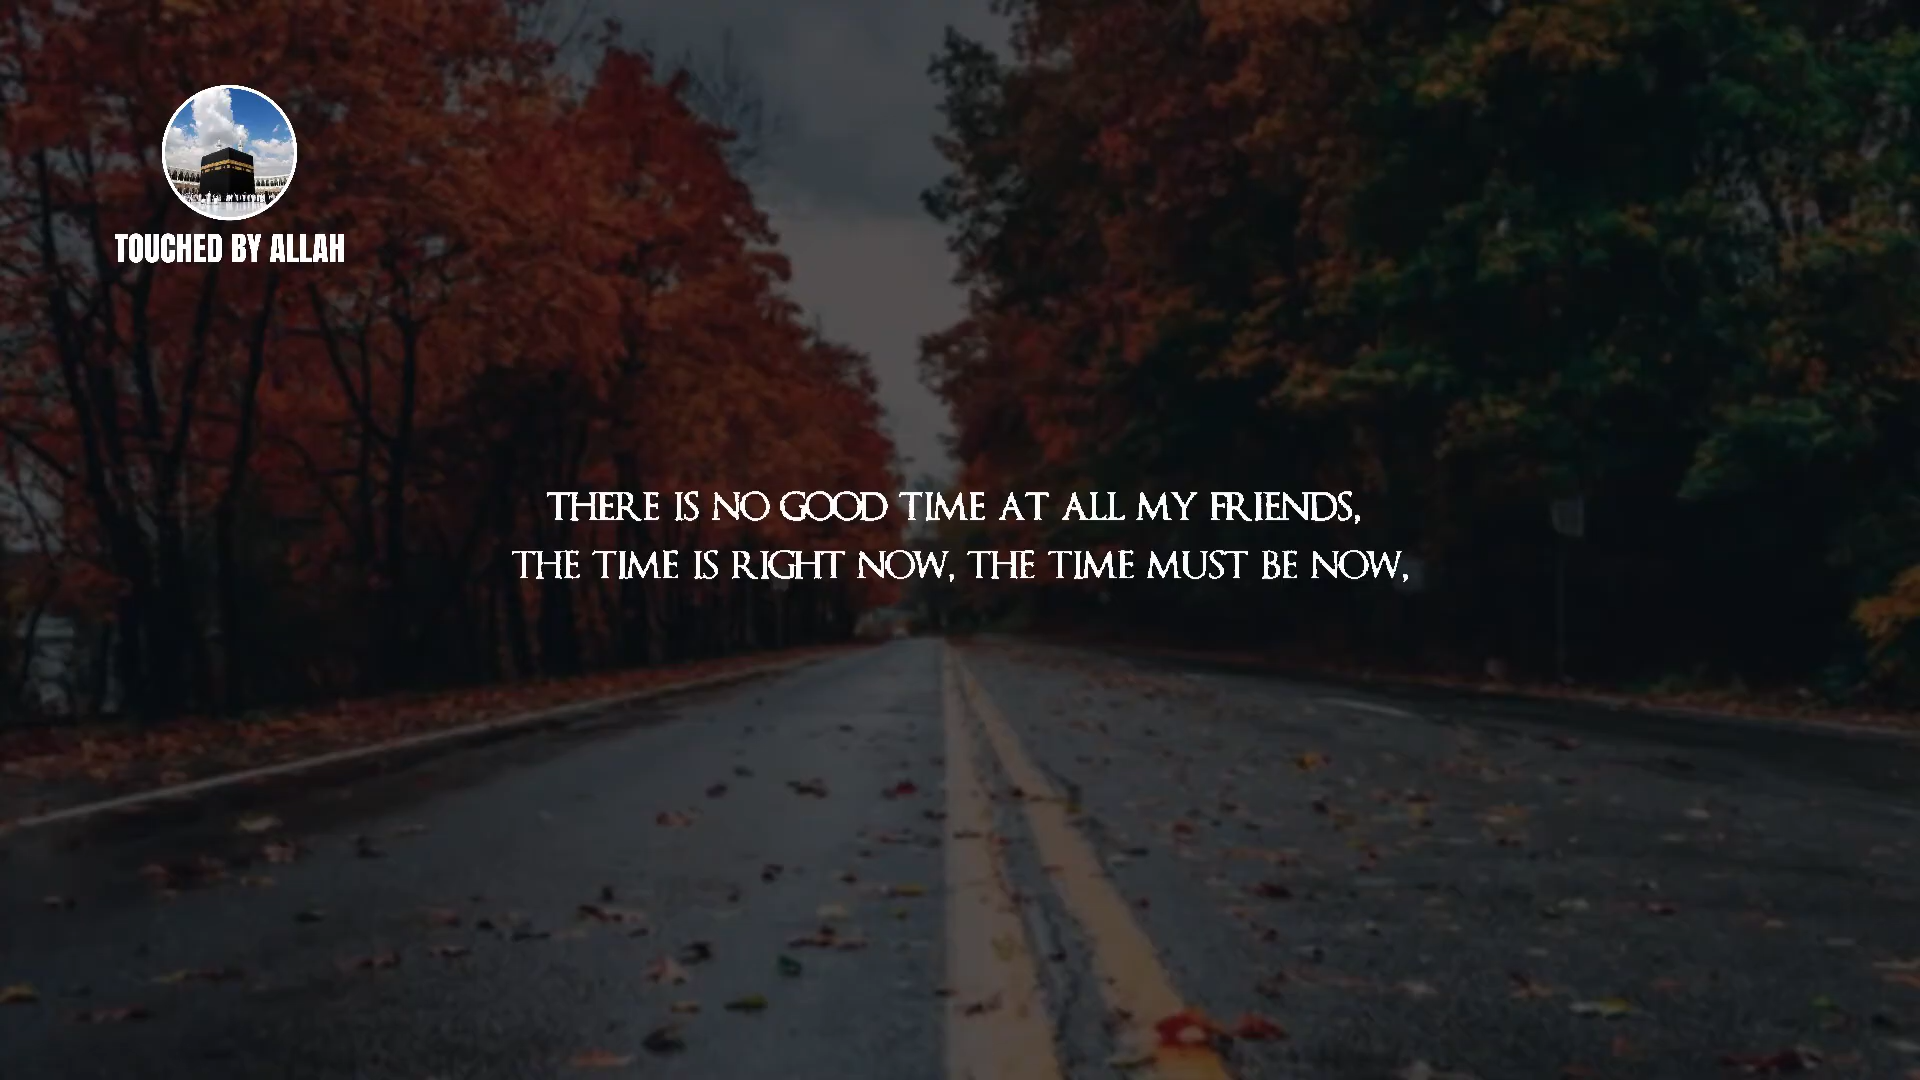 TOUCHED BY ALLAH
THERE IS NO GOOD TIME AT ALL MY FRIENDS,
THE TIME IS RIGHT NOW, THE TIME MUST BE NOW,